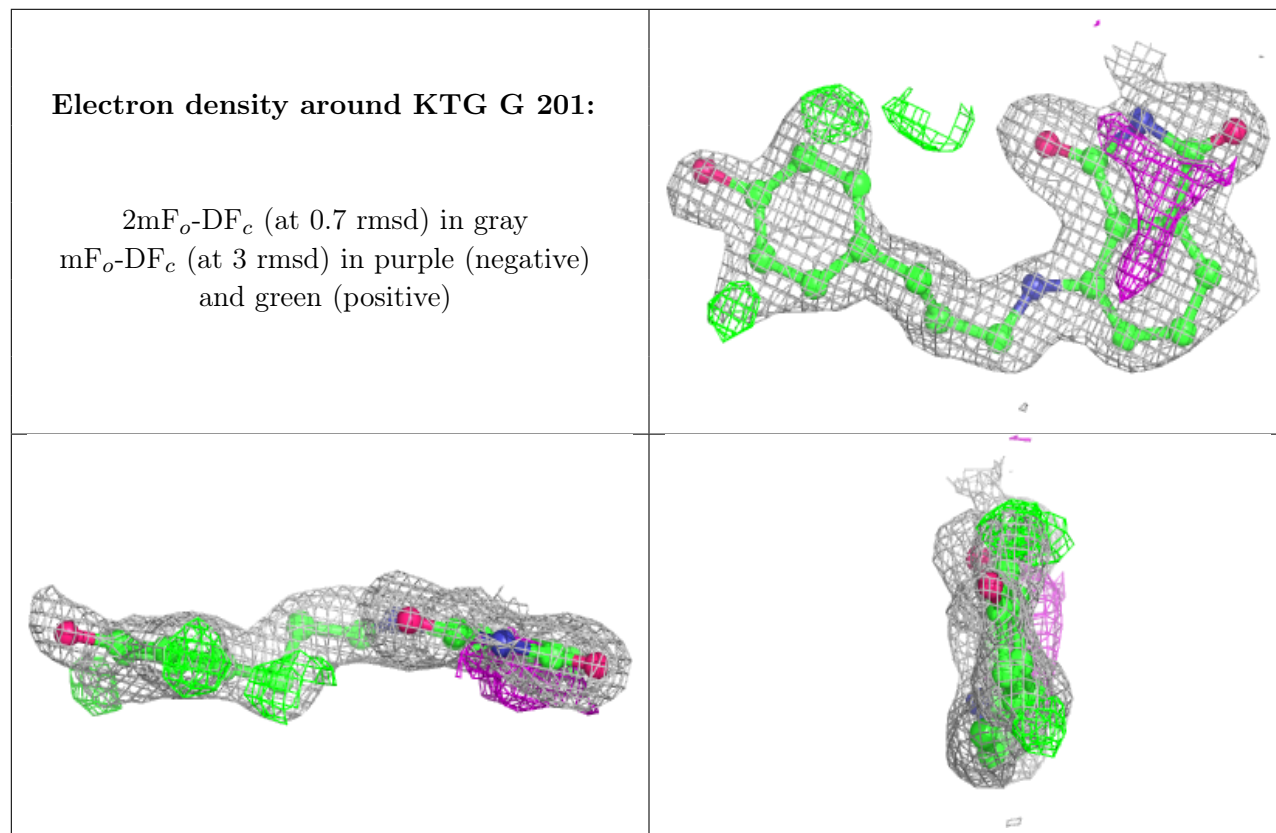 Electron density around KTG G 201:
2mFo-DFc (at 0.7 rmsd) in gray
mFo-DFc (at 3 rmsd) in purple (negative)
and green (positive)